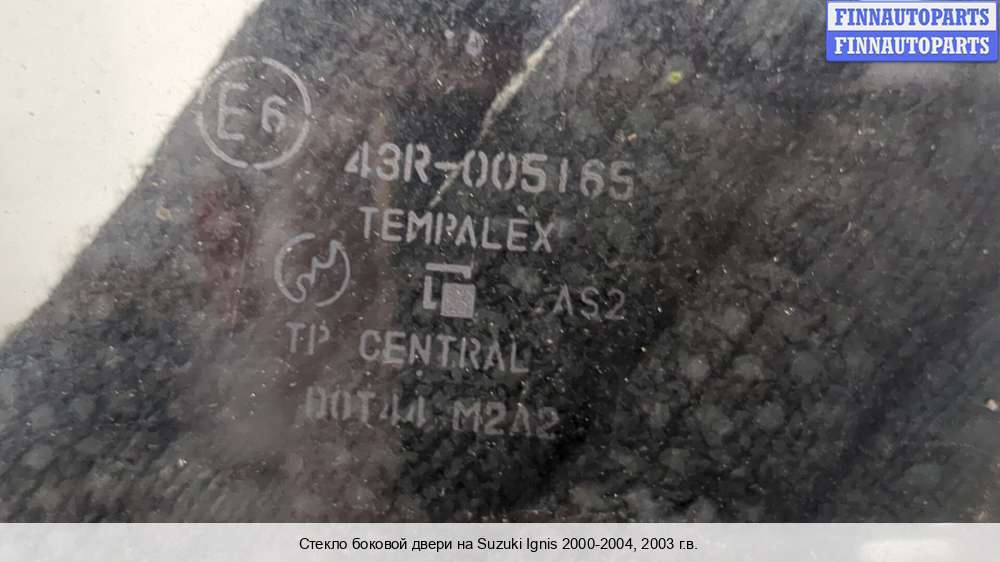 FINNAUTOPARTS
FINNAUTOPARTS
E6
43R-005165
TEMPALEX
AS2
TP CENTRAL
DOT44 M2A2
Стекло боковой двери на Suzuki Ignis 2000-2004, 2003 г.в.